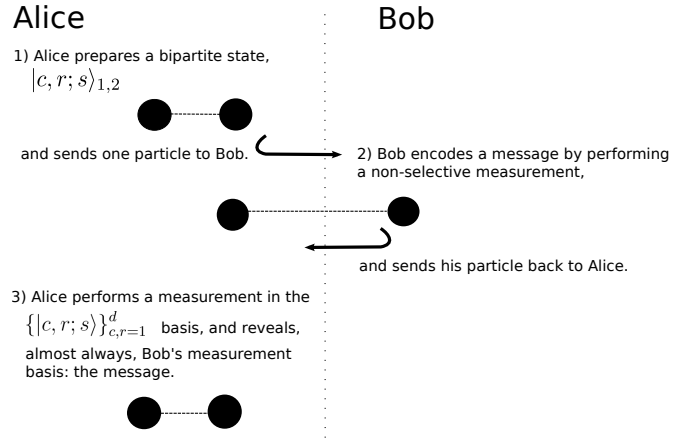 Alice
Bob
1) Alice prepares a bipartite state,
|c, r; s⟩₁,₂
and sends one particle to Bob.
2) Bob encodes a message by performing
a non-selective measurement,
and sends his particle back to Alice.
3) Alice performs a measurement in the
{|c, r; s⟩}ᵈ_c,r=1 basis, and reveals,
almost always, Bob's measurement
basis: the message.